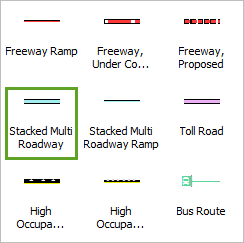 Freeway Ramp
Freeway,
Under Co...
Freeway,
Proposed
Stacked Multi
Roadway
Stacked Multi
Roadway Ramp
Toll Road
High
Occupa...
High
Occupa...
Bus Route